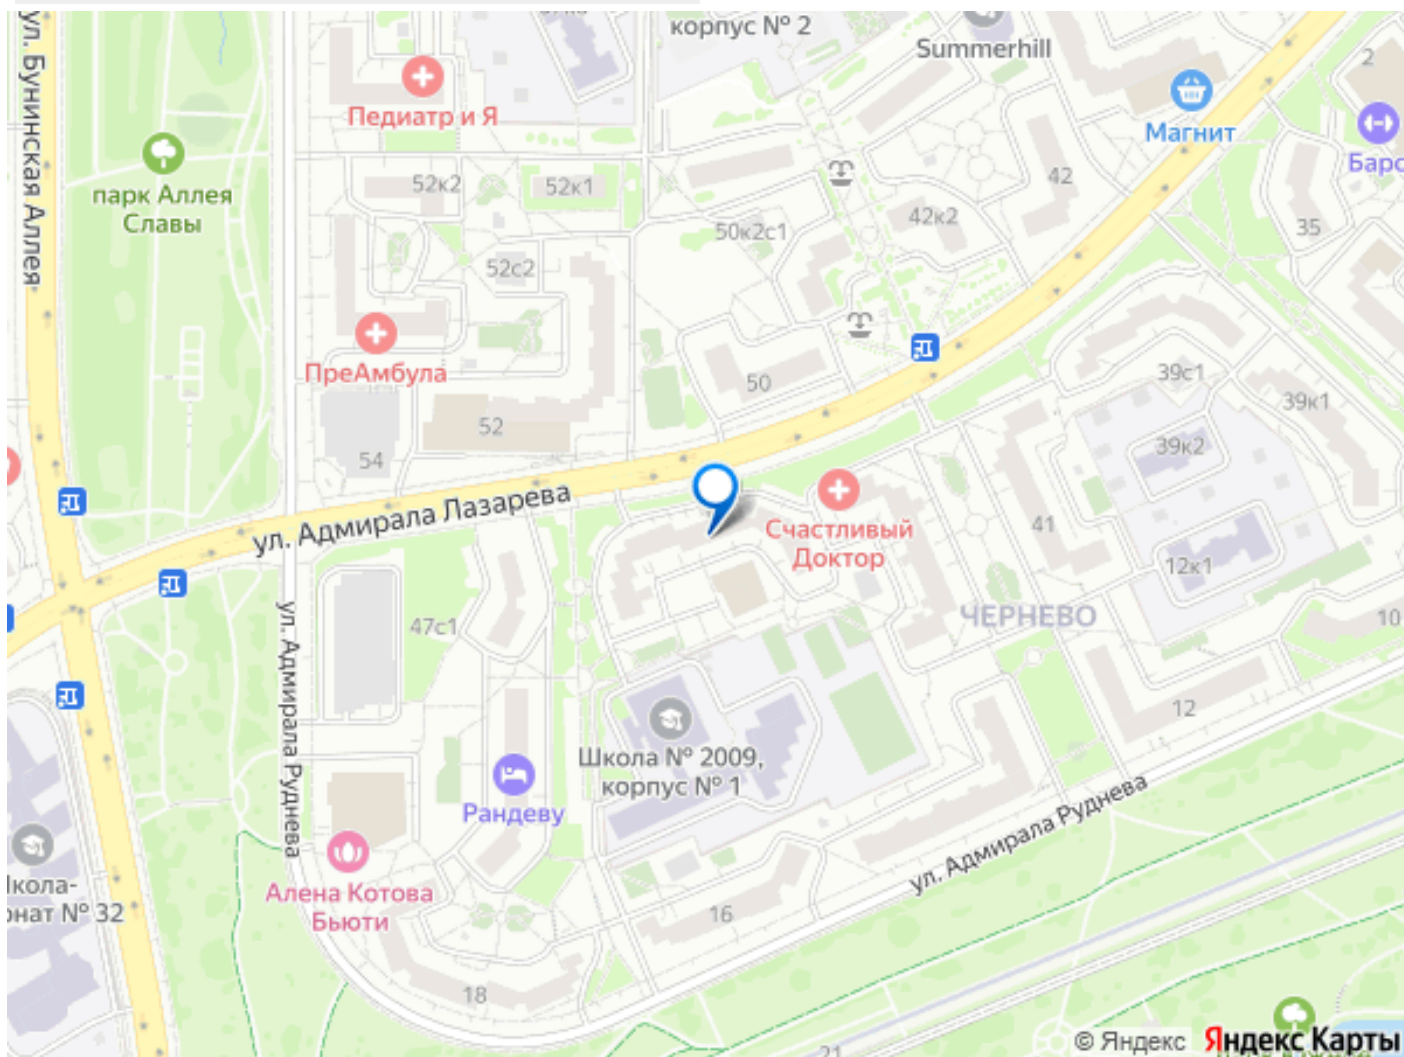 корпус № 2
Summerhill
2
Педиатр и Я
Магнит
Барс
ул. Бунинская Аллея
парк Аллея
Славы
52к2
52к1
42
42к2
35
50к2с1
52с2
ПреАмбула
50
39с1
39к1
52
39к2
54
ул. Адмирала Лазарева
Счастливый
Доктор
41
12к1
47с1
ЧЕРНЕВО
10
ул. Адмирала Руднева
12
Школа № 2009,
корпус № 1
Рандеву
ул. Адмирала Руднева
Алена Котова
Бьюти
№ 32
16
18
21
© Яндекс Яндекс Карты